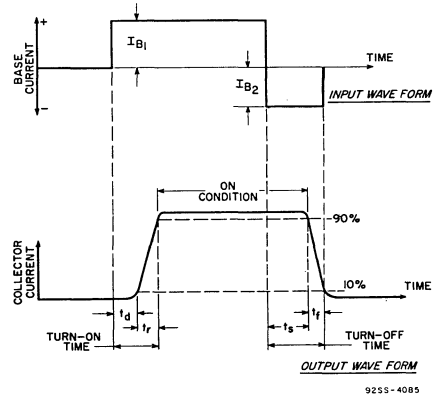 +
IB1
TIME
BASE
CURRENT
IB2
INPUT WAVE FORM
-
ON
CONDITION
90%
COLLECTOR
CURRENT
10%
TIME
td
tr
ts
tf
TURN-ON
TIME
TURN-OFF
TIME
OUTPUT WAVE FORM
92SS-4085